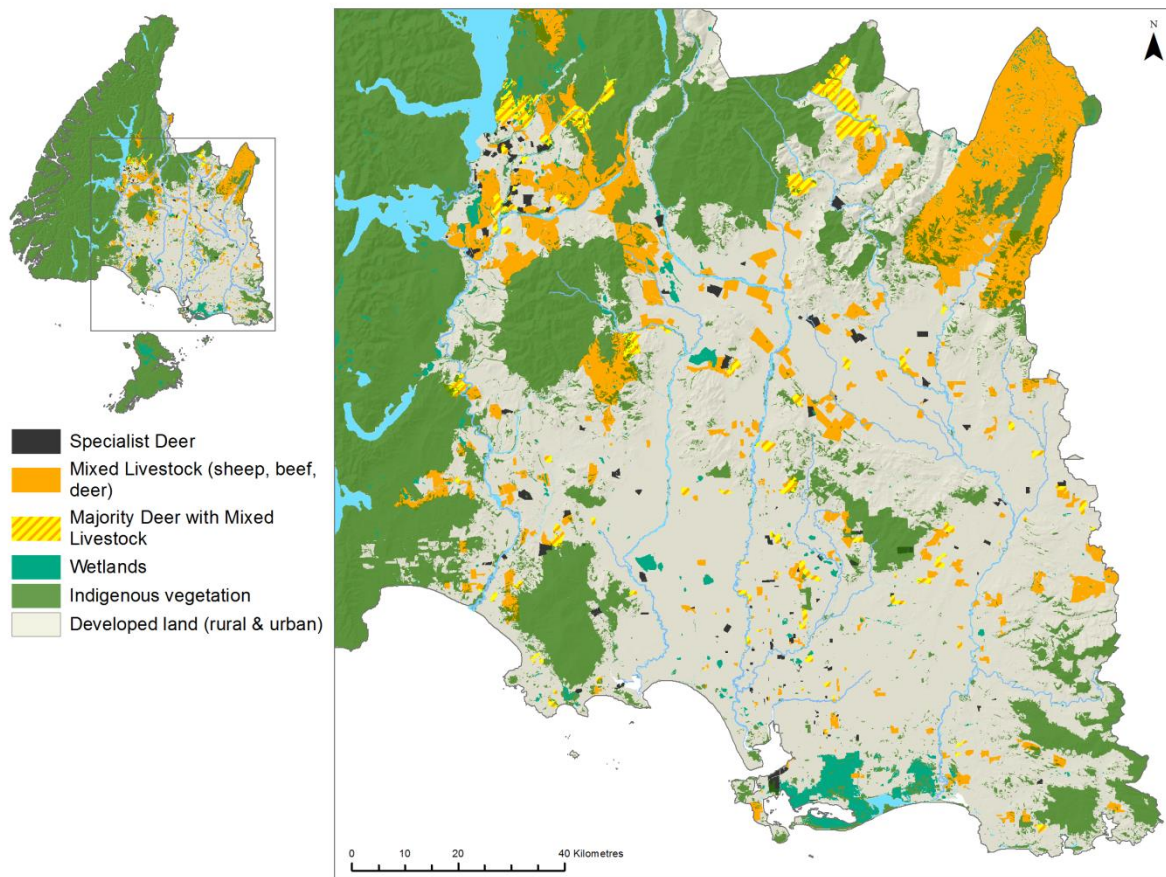 N
Specialist Deer
Mixed Livestock (sheep, beef,
deer)
Majority Deer with Mixed
Livestock
Wetlands
Indigenous vegetation
Developed land (rural & urban)
0 10 20 40 Kilometres